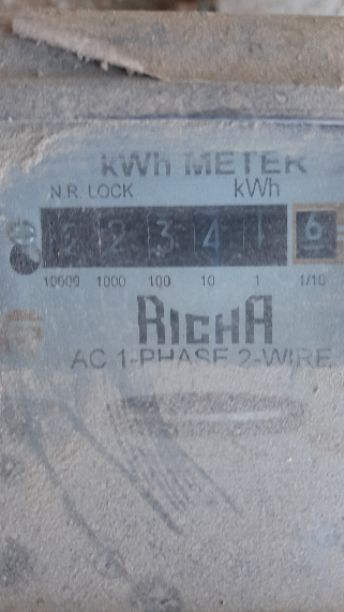 kWh METER
N.R. LOCK kWh
2 3 4 1 6
10000 1000 100 10 1 1/10
RICHA
AC 1-PHASE 2-WIRE